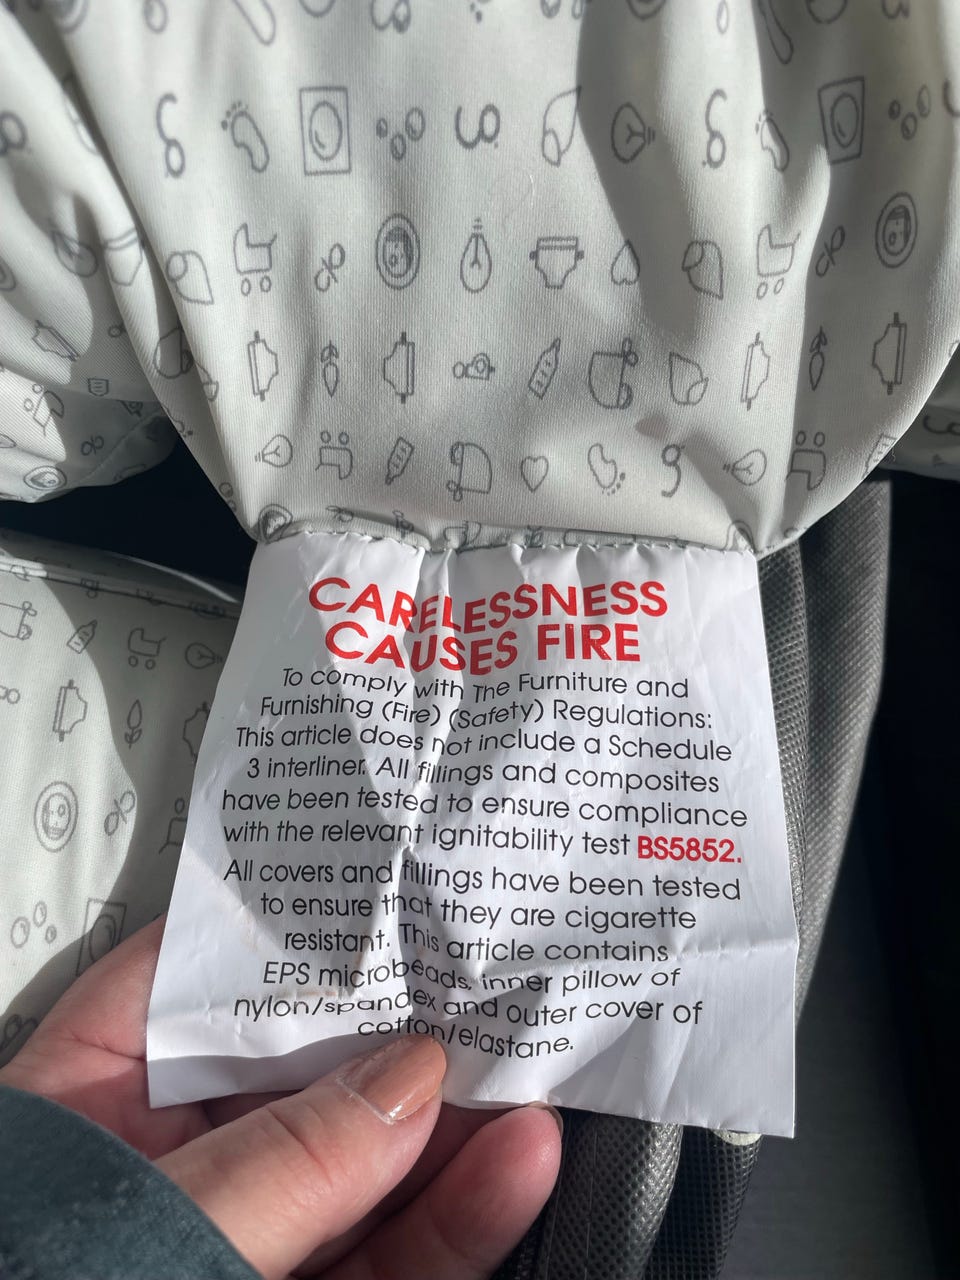 CARELESSNESS
CAUSES FIRE
To comply with The Furniture and
Furnishing (Fire) (Safety) Regulations:
This article does not include a Schedule
3 interliner. All fillings and composites
have been tested to ensure compliance
with the relevant ignitability test BS5852.
All covers and fillings have been tested
to ensure that they are cigarette
resistant. This article contains
EPS microbeads, inner pillow of
nylon/spandex and outer cover of
cotton/elastane.